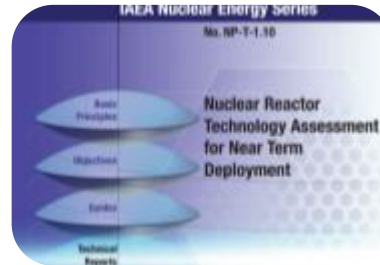 IAEA Nuclear Energy Series
No. NP-T-1.10
Basic
Principles
Nuclear Reactor
Technology Assessment
for Near Term
Deployment
Objectives
Guides
Technical
Reports